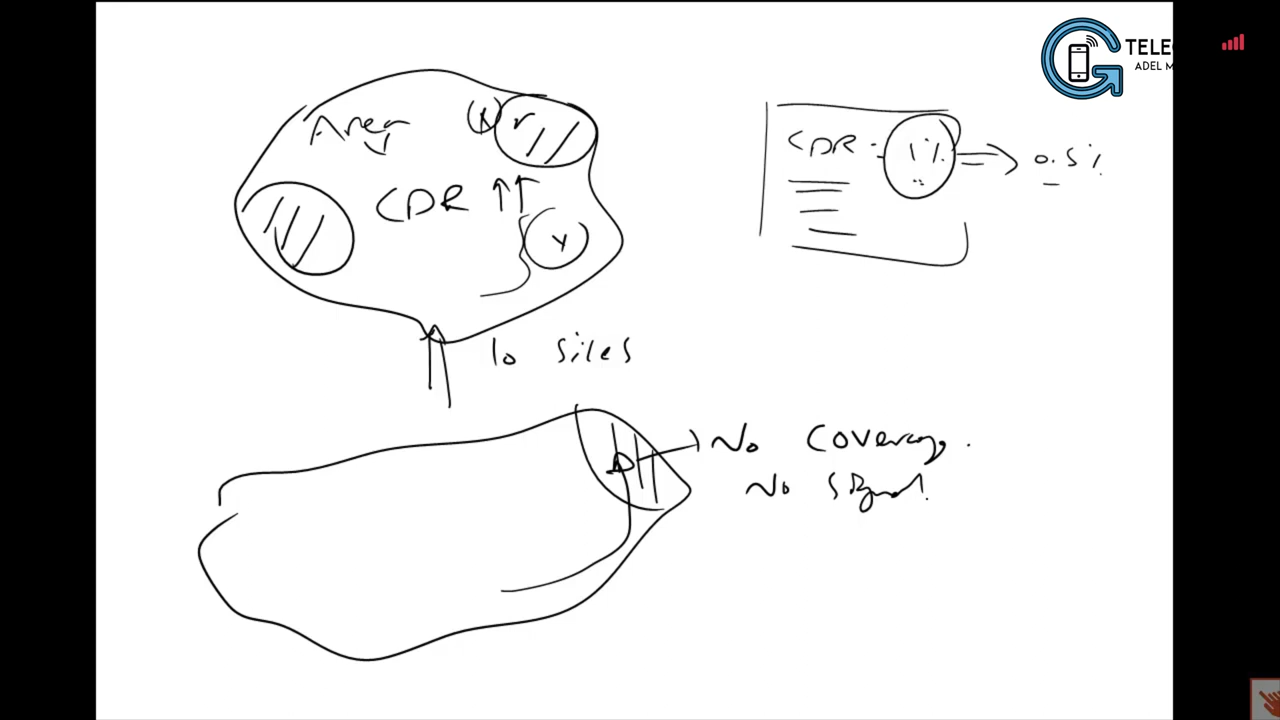 TELE
ADEL M
Area
X
CDR ↑↑
Y
CDR = 1% => 0.5%
10 sites
No Coverage.
No signal.